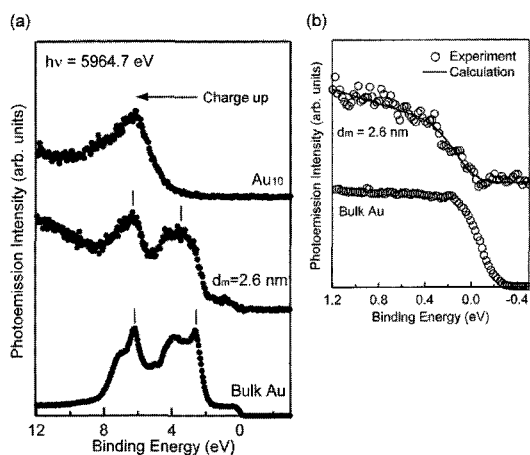 (a)
hν = 5964.7 eV
Charge up
Au10
dm=2.6 nm
Bulk Au
Photoemission Intensity (arb. units)
12 8 4 0
Binding Energy (eV)
(b)
Experiment
Calculation
dm = 2.6 nm
Bulk Au
Photoemission Intensity (arb. units)
1.2 0.8 0.4 0.0 -0.4
Binding Energy (eV)